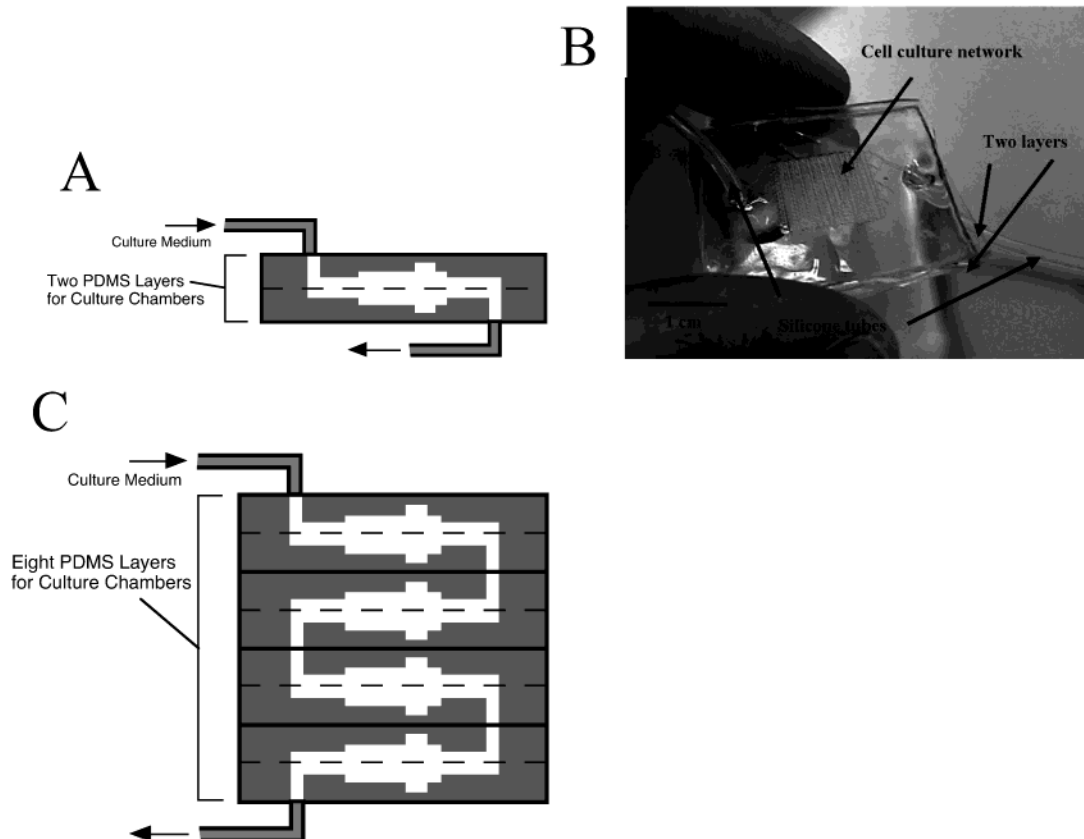 A
Culture Medium
Two PDMS Layers
for Culture Chambers
B
Cell culture network
Two layers
1 cm
Silicone tubes
C
Culture Medium
Eight PDMS Layers
for Culture Chambers